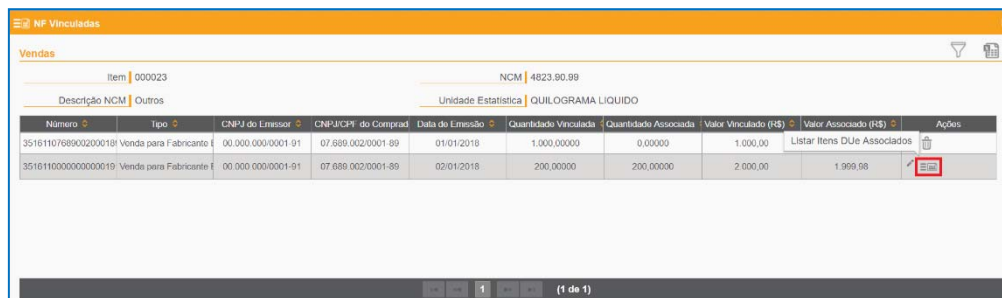 NF Vinculadas
Vendas
Item 000023 NCM 4823.90.99
Descrição NCM Outros Unidade Estatística QUILOGRAMA LIQUIDO
Número Tipo CNPJ do Emissor CNPJ/CPF do Comprad Data do Emissão Quantidade Vinculada Quantidade Associada Valor Vinculado (R$) Valor Associado (R$) Ações
Venda para Fabricante 00.000.000/0001-91 07.689.002/0001-89 01/01/2018 1.000,00000 0,00000 1.000,00 Listar Itens DUe Associados
Venda para Fabricante 00.000.000/0001-91 07.689.002/0001-89 02/01/2018 200,00000 200,00000 2.000,00 1.999,98
1 (1 de 1)